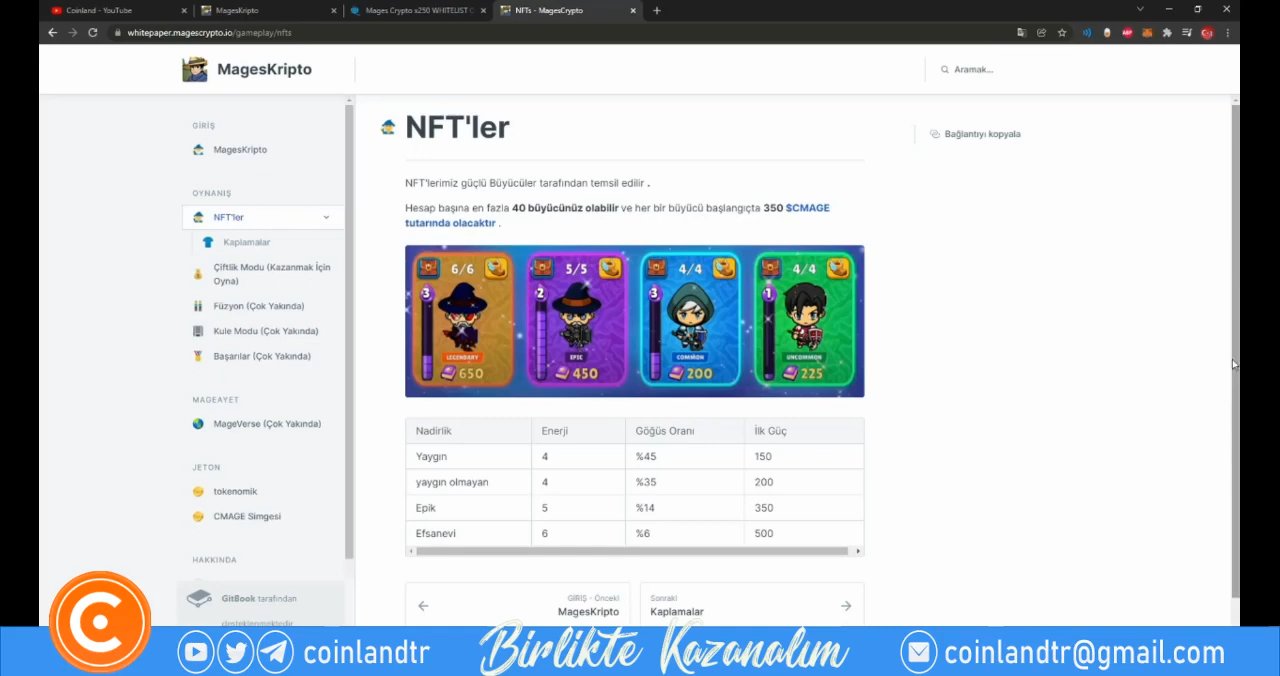 Coinland - YouTube
MagesKripto
Mages Crypto x250 WHITELIST
NFTs - MagesCrypto
whitepaper.magescrypto.io/gameplay/nfts
MagesKripto
Aramak...
GİRİŞ
MagesKripto
OYNANIŞ
NFT'ler
Kaplamalar
Çiftlik Modu (Kazanmak İçin
Oyna)
Füzyon (Çok Yakında)
Kule Modu (Çok Yakında)
Başarılar (Çok Yakında)
MAGEAYET
MageVerse (Çok Yakında)
JETON
tokenomik
CMAGE Simgesi
HAKKINDA
GitBook tarafından
desteklenmektedir
NFT'ler
Bağlantıyı kopyala
NFT'lerimiz güçlü Büyücüler tarafından temsil edilir .
Hesap başına en fazla 40 büyücünüz olabilir ve her bir büyücü başlangıçta 350 $CMAGE
tutarında olacaktır .
6/6 5/5 4/4 4/4
3 2 3 1
LEGENDARY EPIC COMMON UNCOMMON
650 450 200 225
Nadirlik Enerji Göğüs Oranı İlk Güç
Yaygın 4 %45 150
yaygın olmayan 4 %35 200
Epik 5 %14 350
Efsanevi 6 %6 500
GİRİŞ - Önceki
MagesKripto
Sonraki
Kaplamalar
coinlandtr Birlikte Kazanalım coinlandtr@gmail.com